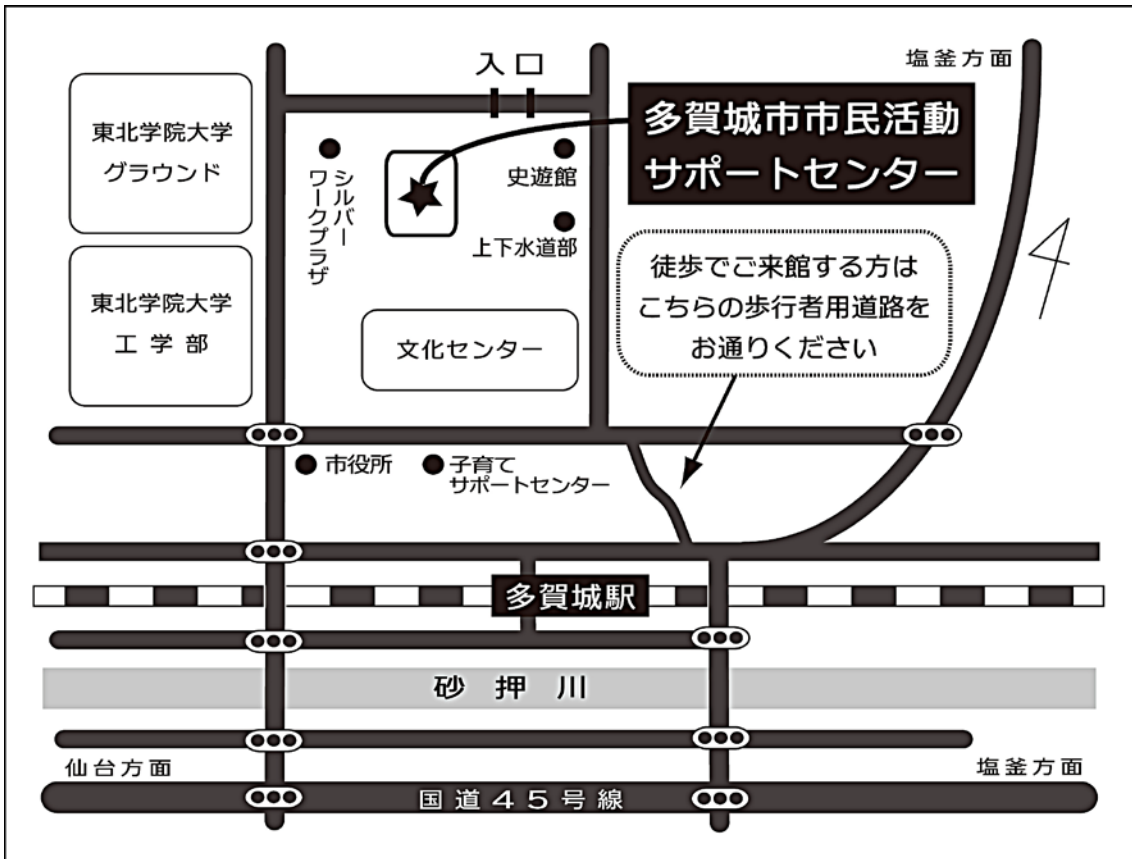 入口
塩釜方面
多賀城市市民活動
サポートセンター
東北学院大学
グラウンド
シルバー
ワークプラザ
史遊館
上下水道部
徒歩でご来館する方は
こちらの歩行者用道路を
お通りください
東北学院大学
工学部
文化センター
市役所
子育て
サポートセンター
多賀城駅
砂押川
仙台方面
塩釜方面
国道45号線